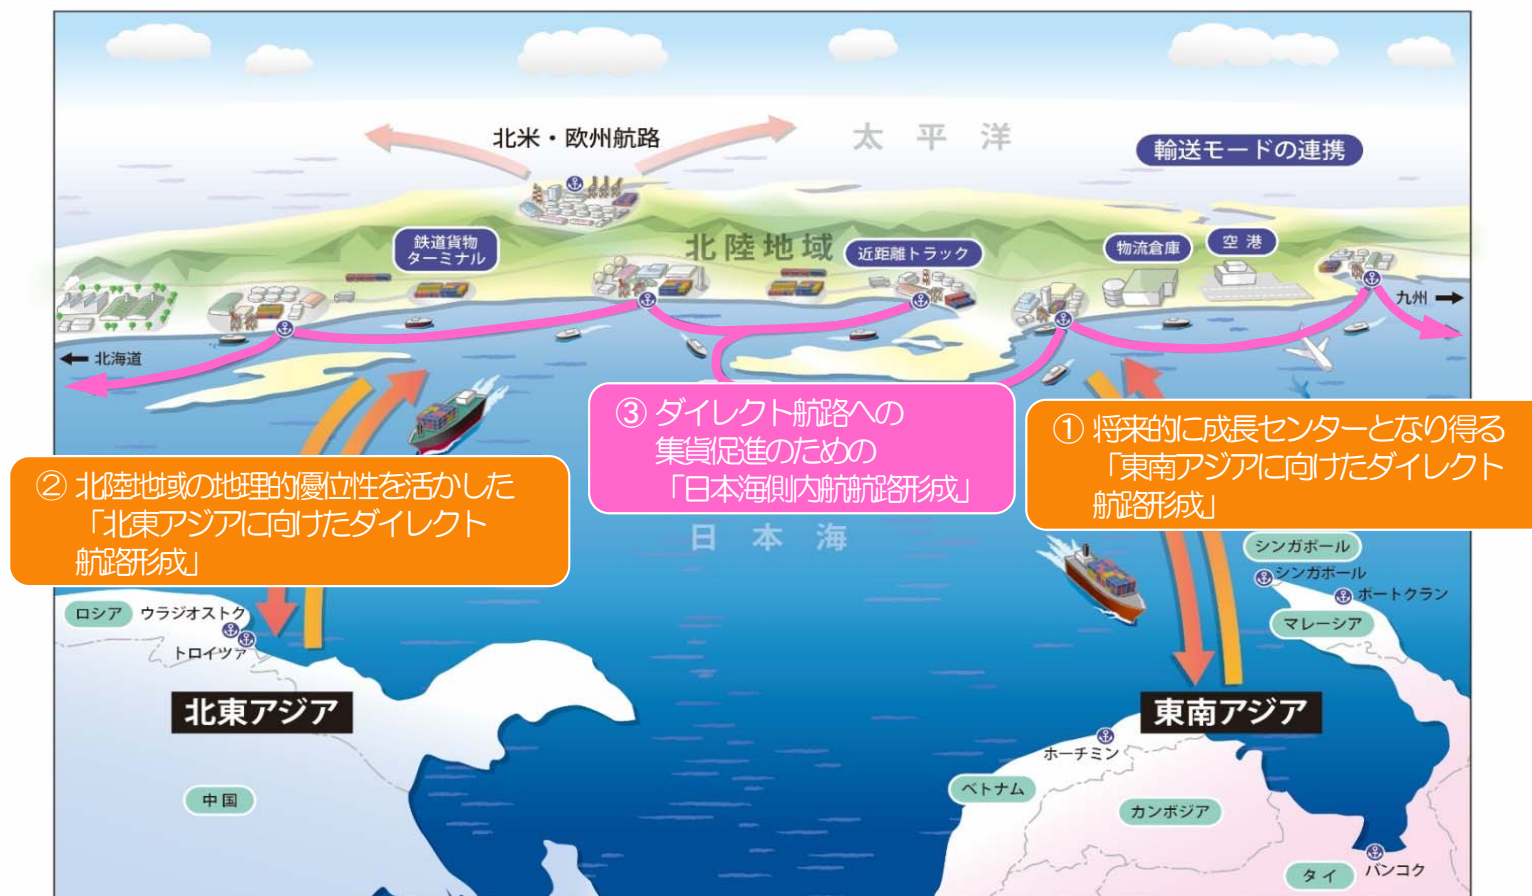 北米・欧州航路
太平洋
輸送モードの連携
鉄道貨物
ターミナル
北陸地域
近距離トラック
物流倉庫
空港
九州
北海道
③ ダイレクト航路への
集貨促進のための
「日本海側内航航路形成」
① 将来的に成長センターとなり得る
「東南アジアに向けたダイレクト
航路形成」
② 北陸地域の地理的優位性を活かした
「北東アジアに向けたダイレクト
航路形成」
日本海
シンガポール
シンガポール
ポートクラン
マレーシア
ロシア
ウラジオストク
トロイツァ
北東アジア
東南アジア
ホーチミン
ベトナム
中国
カンボジア
タイ
バンコク